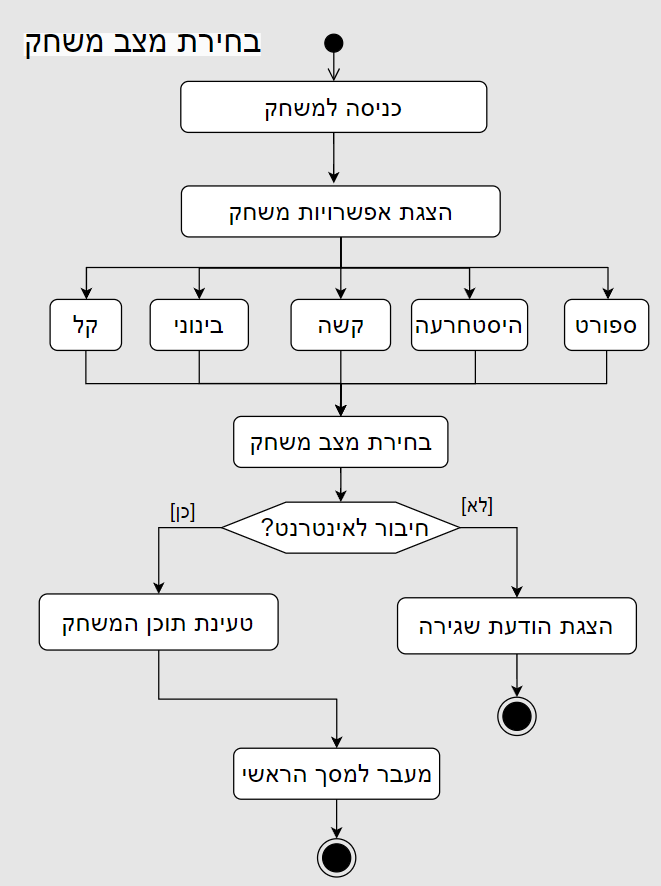 בחירת מצב משחק
כניסה למשחק
הצגת אפשרויות משחק
ספורט
היסטחרעה
קשה
בינוני
קל
בחירת מצב משחק
חיבור לאינטרנט?
[לא]
[כן]
הצגת הודעת שגירה
טעינת תוכן המשחק
מעבר למסך הראשי